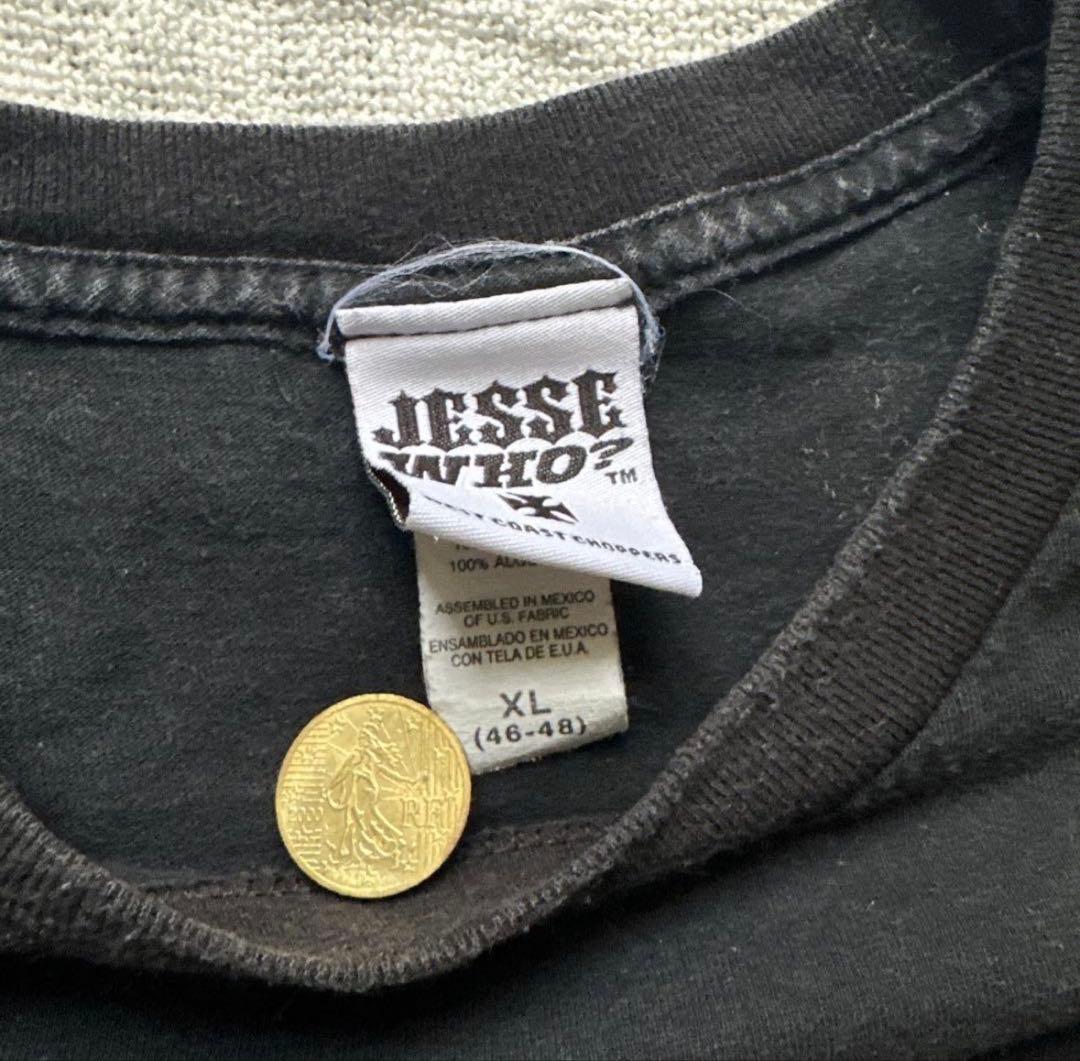 JESSE
WHO?™
COAST CHOPPERS
100%
ASSEMBLED IN MEXICO
OF U.S. FABRIC
ENSAMBLADO EN MEXICO
CON TELA DE E.U.A.
XL
(46-48)
RF